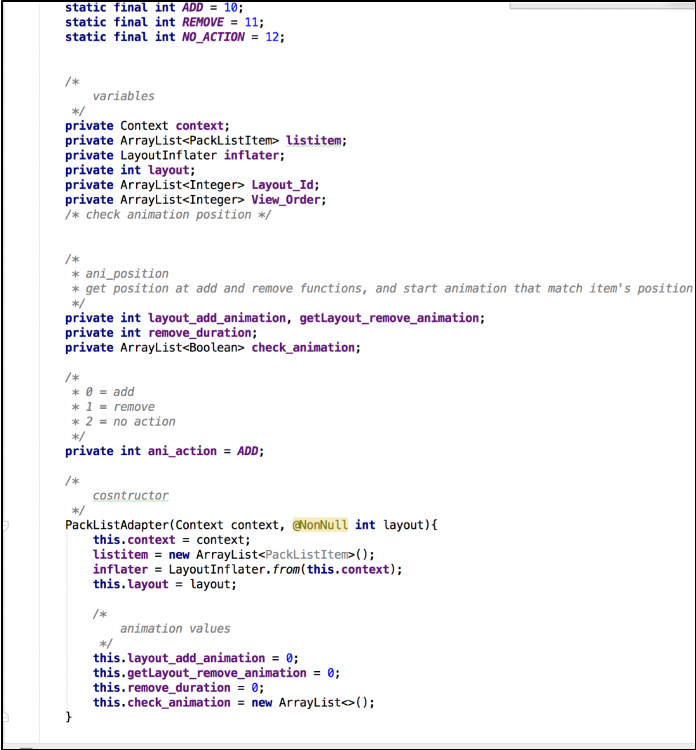 static final int ADD = 10;
static final int REMOVE = 11;
static final int NO_ACTION = 12;
/*
variables
*/
private Context context;
private ArrayList<PackListItem> listitem;
private LayoutInflater inflater;
private int layout;
private ArrayList<Integer> Layout_Id;
private ArrayList<Integer> View_Order;
/* check animation position */
/*
* ani_position
* get position at add and remove functions, and start animation that match item's position
*/
private int layout_add_animation, getLayout_remove_animation;
private int remove_duration;
private ArrayList<Boolean> check_animation;
/*
* 0 = add
* 1 = remove
* 2 = no action
*/
private int ani_action = ADD;
/*
cosntructor
*/
PackListAdapter(Context context, @NonNull int layout){
this.context = context;
listitem = new ArrayList<PackListItem>();
inflater = LayoutInflater.from(this.context);
this.layout = layout;
/*
animation values
*/
this.layout_add_animation = 0;
this.getLayout_remove_animation = 0;
this.remove_duration = 0;
this.check_animation = new ArrayList<>();
}